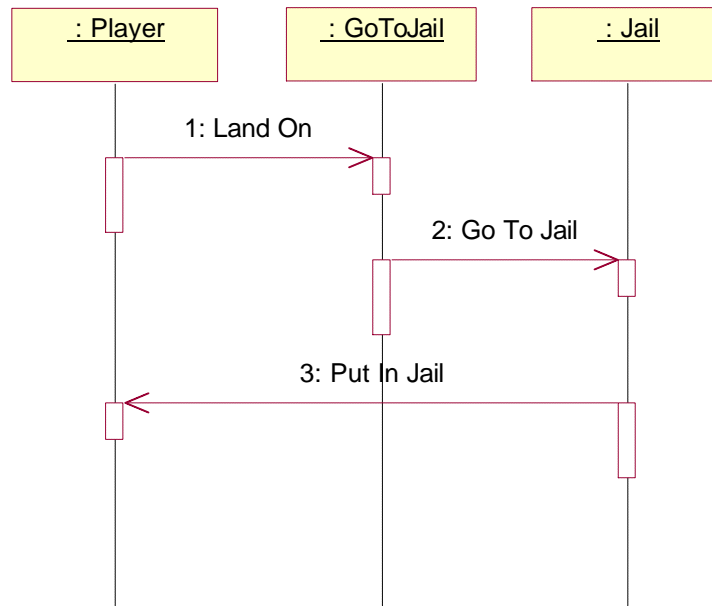 : Player
: GoToJail
: Jail
1: Land On
2: Go To Jail
3: Put In Jail